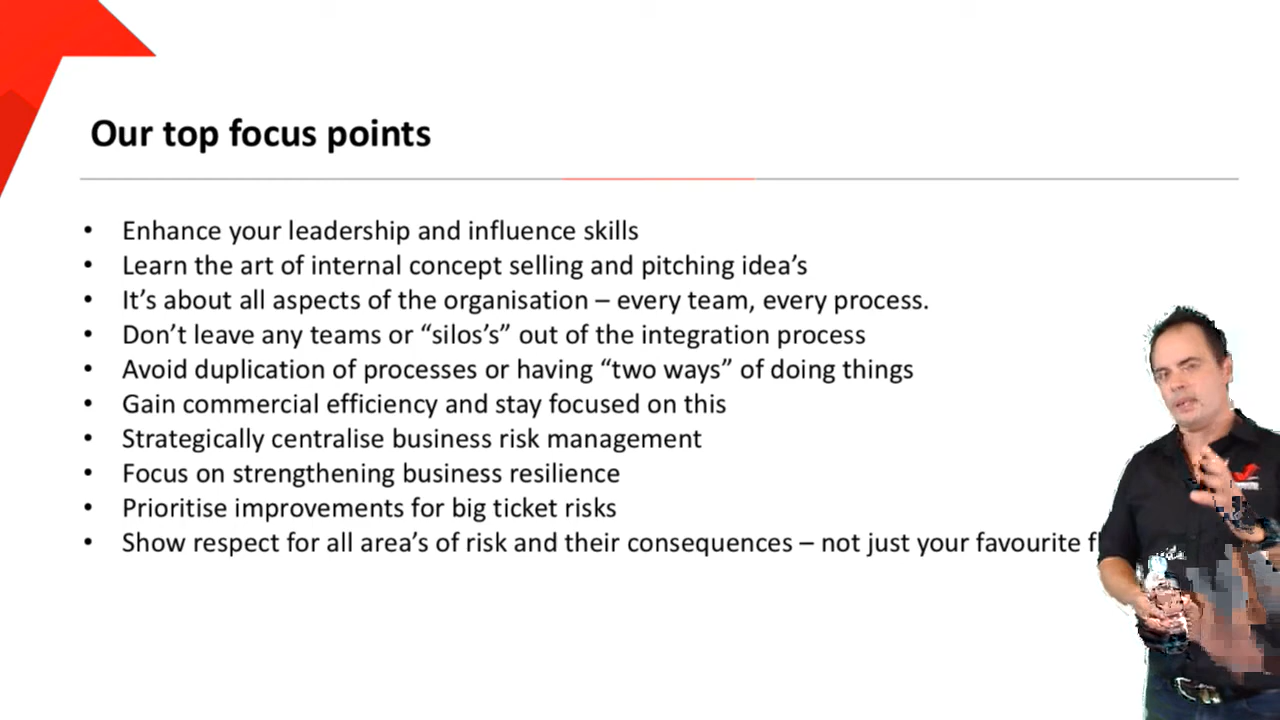 Our top focus points
• Enhance your leadership and influence skills
• Learn the art of internal concept selling and pitching idea’s
• It’s about all aspects of the organisation – every team, every process.
• Don’t leave any teams or “silos’s” out of the integration process
• Avoid duplication of processes or having “two ways” of doing things
• Gain commercial efficiency and stay focused on this
• Strategically centralise business risk management
• Focus on strengthening business resilience
• Prioritise improvements for big ticket risks
• Show respect for all area’s of risk and their consequences – not just your favourite